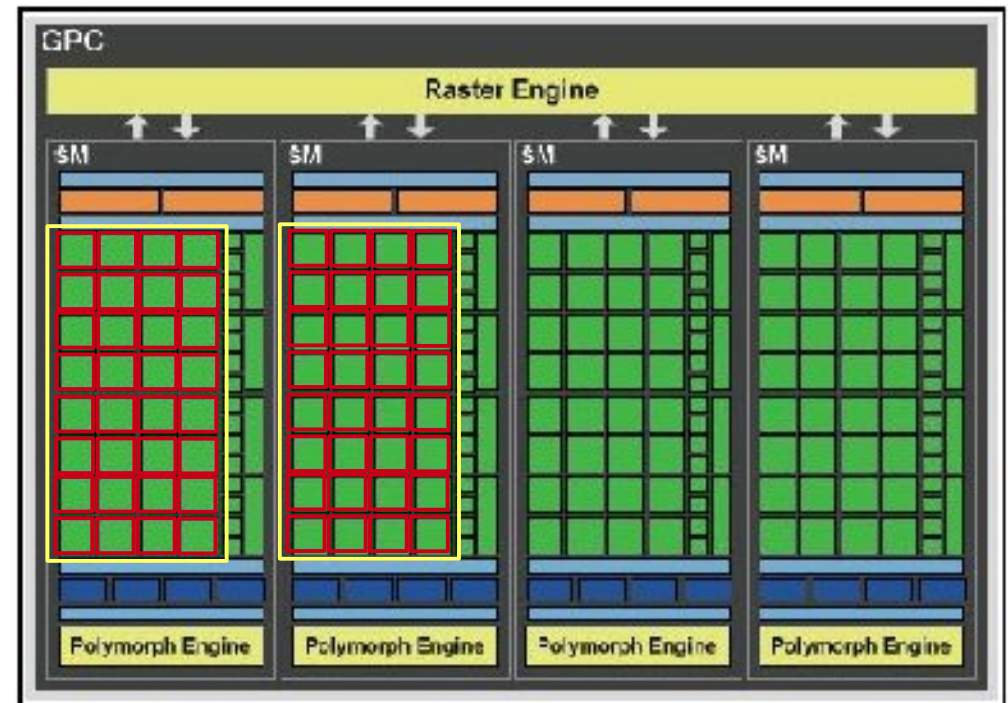 GPC
Raster Engine
SM SM SM SM
Polymorph Engine Polymorph Engine Polymorph Engine Polymorph Engine